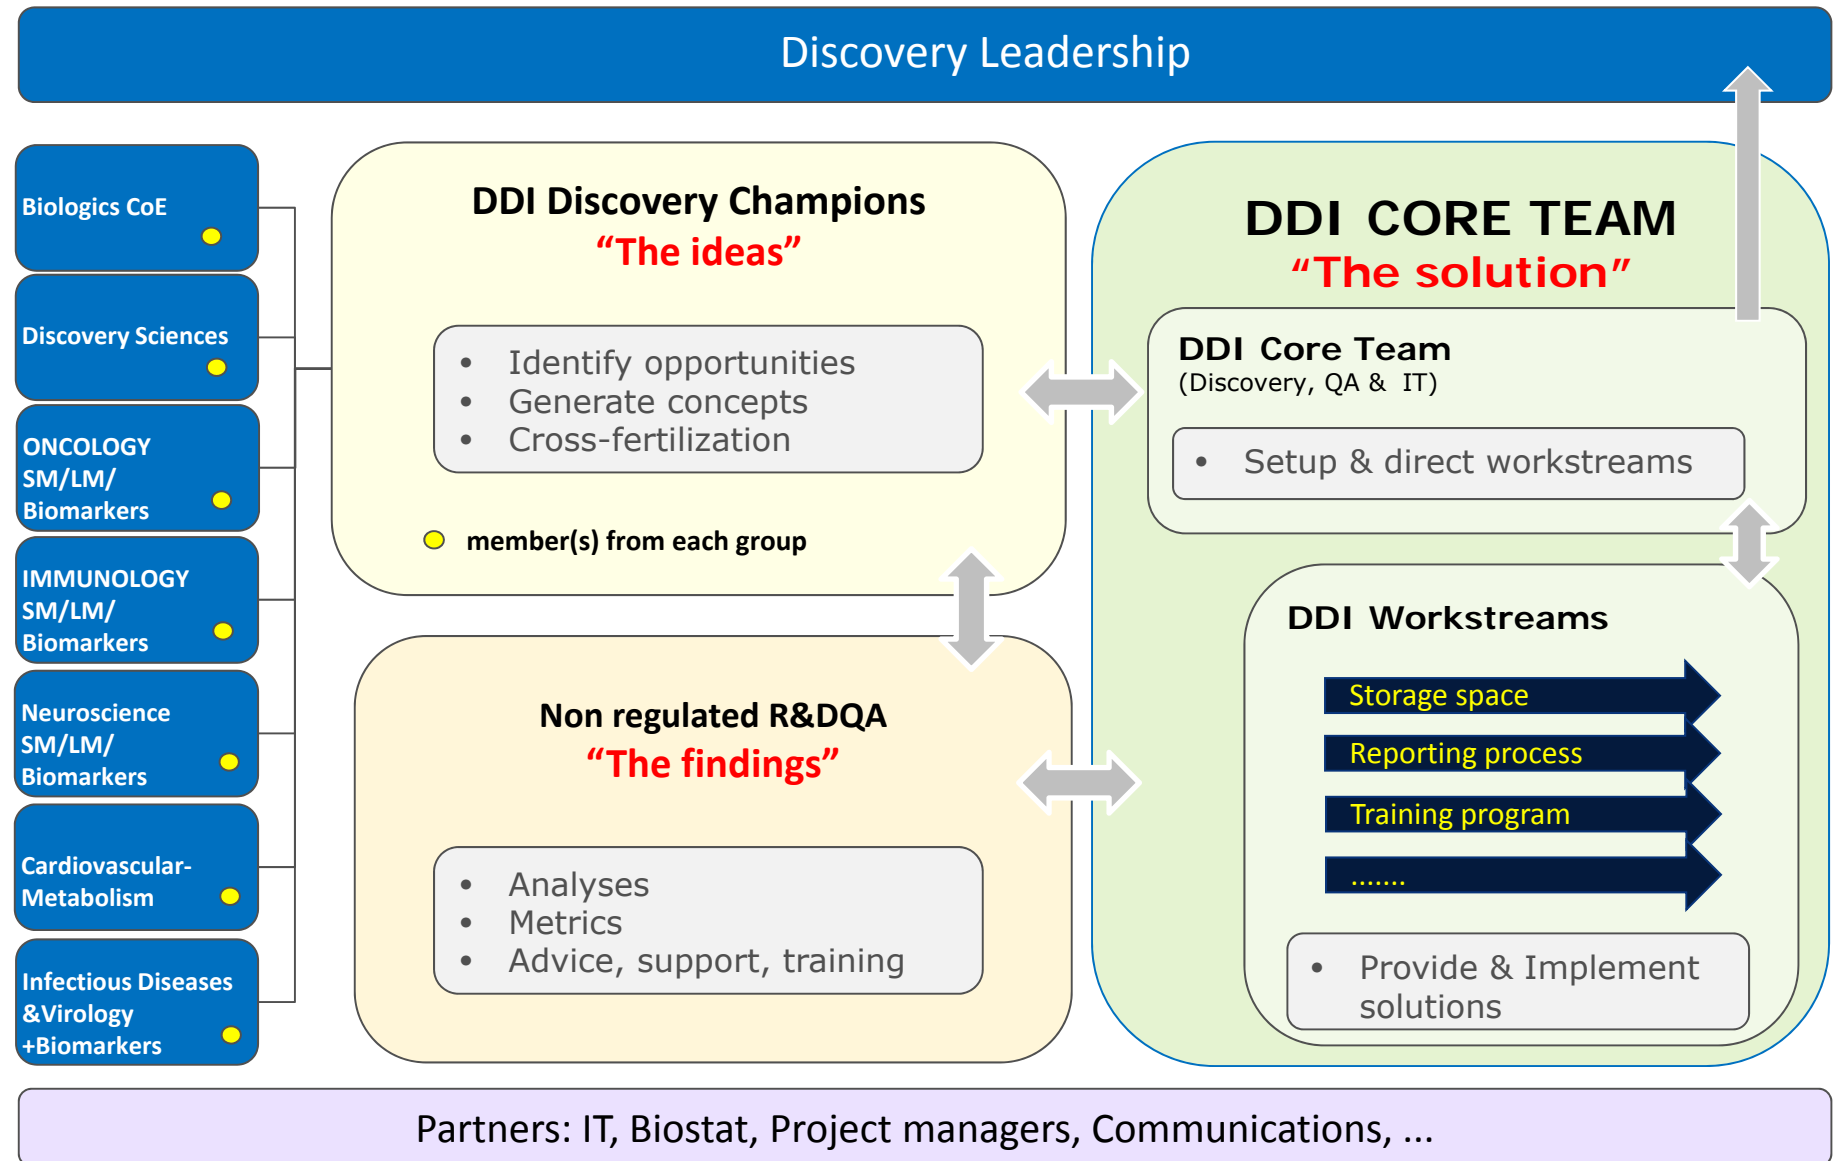 Discovery Leadership
Biologics CoE
Discovery Sciences
ONCOLOGY
SM/LM/
Biomarkers
IMMUNOLOGY
SM/LM/
Biomarkers
Neuroscience
SM/LM/
Biomarkers
Cardiovascular-
Metabolism
Infectious Diseases
&Virology
+Biomarkers
DDI Discovery Champions
“The ideas”
• Identify opportunities
• Generate concepts
• Cross-fertilization
member(s) from each group
Non regulated R&DQA
“The findings”
• Analyses
• Metrics
• Advice, support, training
DDI CORE TEAM
“The solution”
DDI Core Team
(Discovery, QA & IT)
• Setup & direct workstreams
DDI Workstreams
Storage space
Reporting process
Training program
.......
• Provide & Implement
solutions
Partners: IT, Biostat, Project managers, Communications, ...